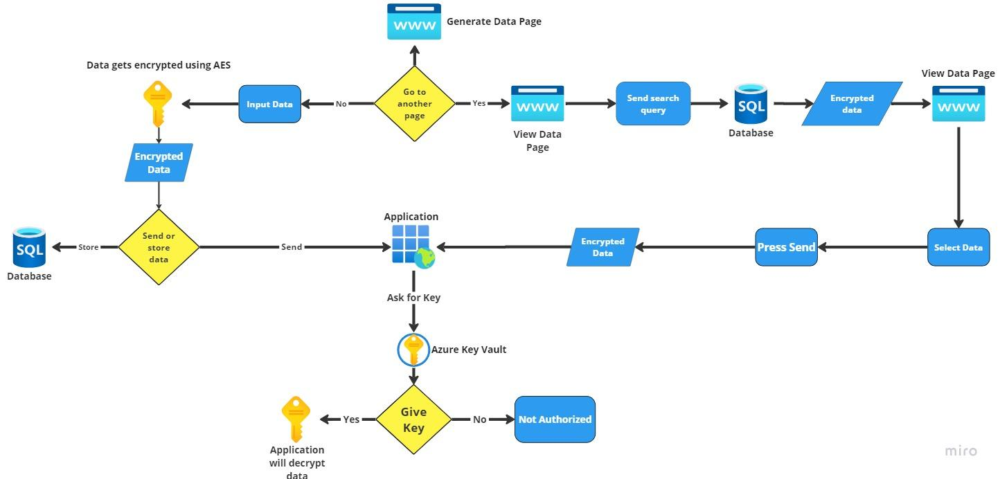 www
Generate Data Page
Data gets encrypted using AES
Go to
another
page
No
Input Data
Yes
www
View Data
Page
Send search
query
SQL
Database
Encrypted
data
View Data Page
www
Encrypted
Data
Send or
store
data
Store
SQL
Database
Send
Application
Encrypted
Data
Press Send
Select Data
Ask for Key
Azure Key Vault
Give
Key
Yes
No
Not Authorized
Application
will decrypt
data
miro